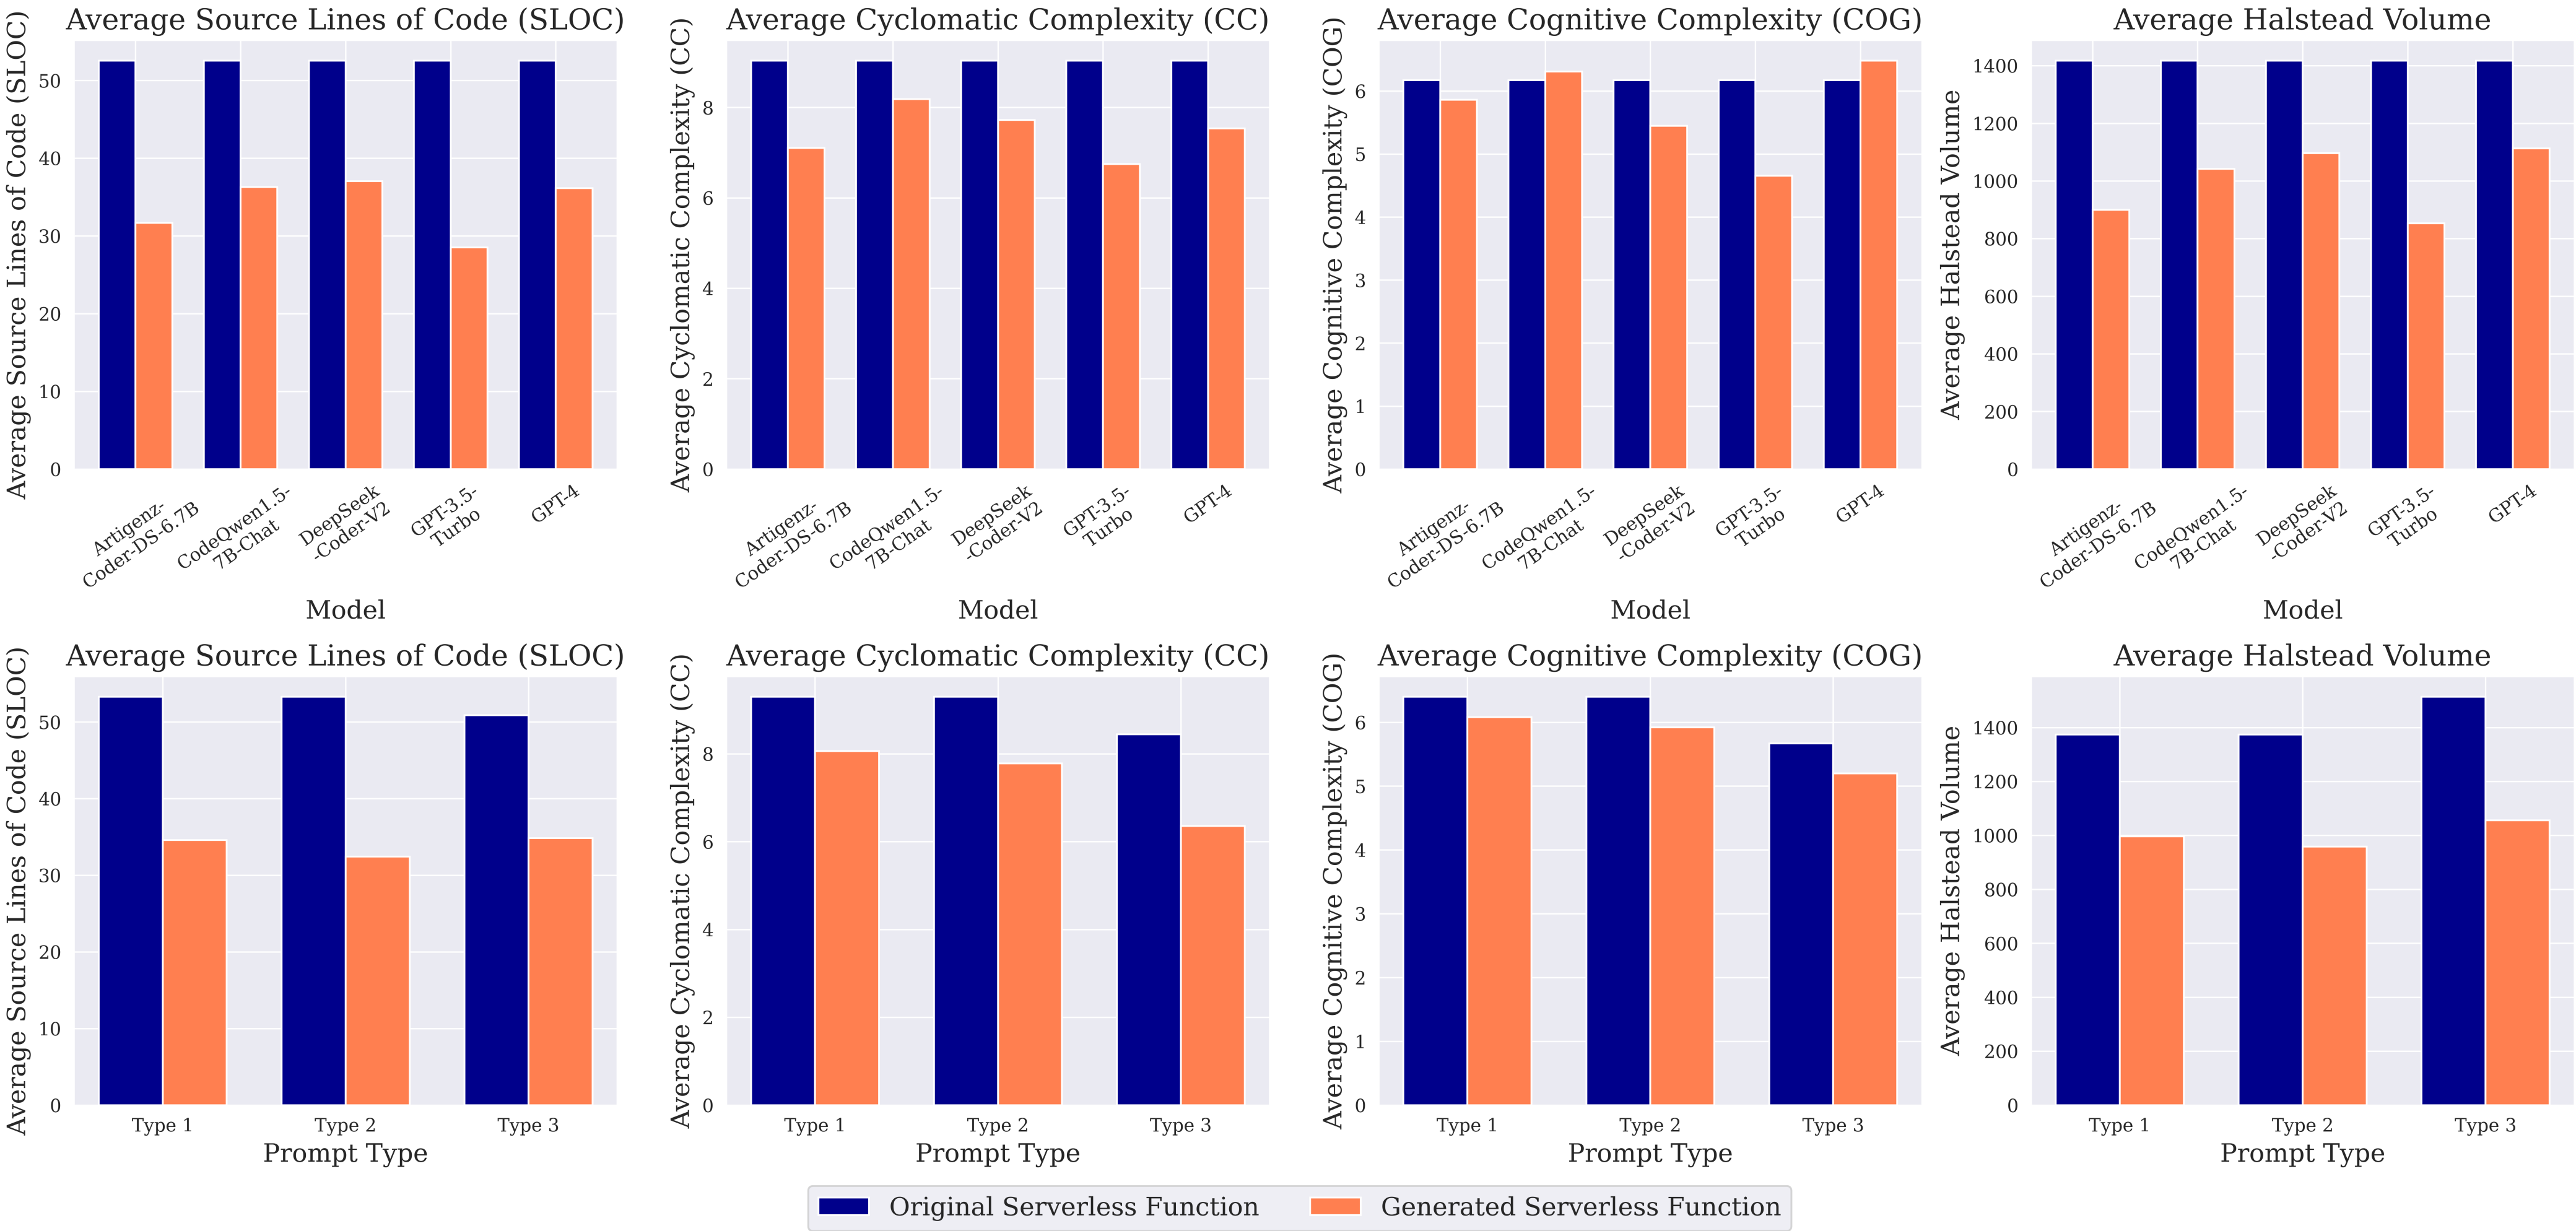 Average Source Lines of Code (SLOC)
Average Source Lines of Code (SLOC)
50
40
30
20
10
0
Artigenz-
Coder-DS-6.7B
CodeQwen1.5-
7B-Chat
DeepSeek
-Coder-V2
GPT-3.5-
Turbo
GPT-4
Model
Average Cyclomatic Complexity (CC)
Average Cyclomatic Complexity (CC)
8
6
4
2
0
Artigenz-
Coder-DS-6.7B
CodeQwen1.5-
7B-Chat
DeepSeek
-Coder-V2
GPT-3.5-
Turbo
GPT-4
Model
Average Cognitive Complexity (COG)
Average Cognitive Complexity (COG)
6
5
4
3
2
1
0
Artigenz-
Coder-DS-6.7B
CodeQwen1.5-
7B-Chat
DeepSeek
-Coder-V2
GPT-3.5-
Turbo
GPT-4
Model
Average Halstead Volume
Average Halstead Volume
1400
1200
1000
800
600
400
200
0
Artigenz-
Coder-DS-6.7B
CodeQwen1.5-
7B-Chat
DeepSeek
-Coder-V2
GPT-3.5-
Turbo
GPT-4
Model
Average Source Lines of Code (SLOC)
Average Source Lines of Code (SLOC)
50
40
30
20
10
0
Type 1
Type 2
Type 3
Prompt Type
Average Cyclomatic Complexity (CC)
Average Cyclomatic Complexity (CC)
8
6
4
2
0
Type 1
Type 2
Type 3
Prompt Type
Average Cognitive Complexity (COG)
Average Cognitive Complexity (COG)
6
5
4
3
2
1
0
Type 1
Type 2
Type 3
Prompt Type
Average Halstead Volume
Average Halstead Volume
1400
1200
1000
800
600
400
200
0
Type 1
Type 2
Type 3
Prompt Type
Original Serverless Function
Generated Serverless Function